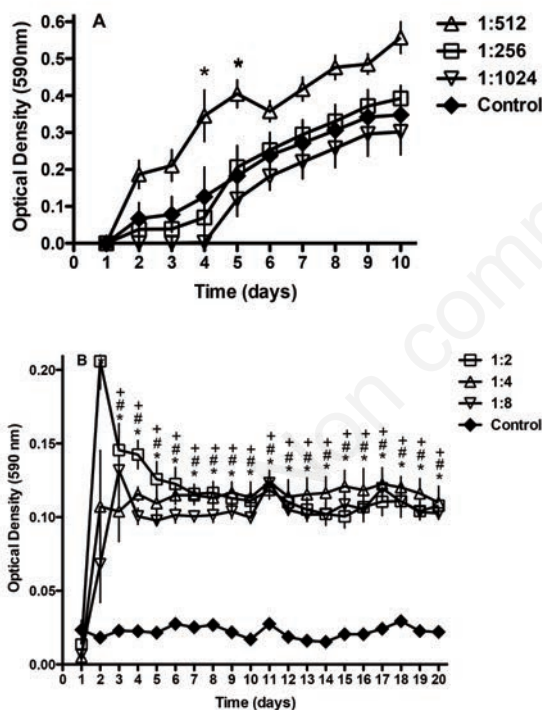 A
1:512
1:256
1:1024
Control
Optical Density (590nm)
0.6
0.5
0.4
0.3
0.2
0.1
0.0
* *
0 1 2 3 4 5 6 7 8 9 10
Time (days)
B
1:2
1:4
1:8
Control
Optical Density (590 nm)
0.20
0.15
0.10
0.05
0.00
+ + + + + + + + + + + + + + + + + +
# # # # # # # # # # # # # # # # # #
* * * * * * * * * * * * * * * * * *
0 1 2 3 4 5 6 7 8 9 10 11 12 13 14 15 16 17 18 19 20
Time (days)